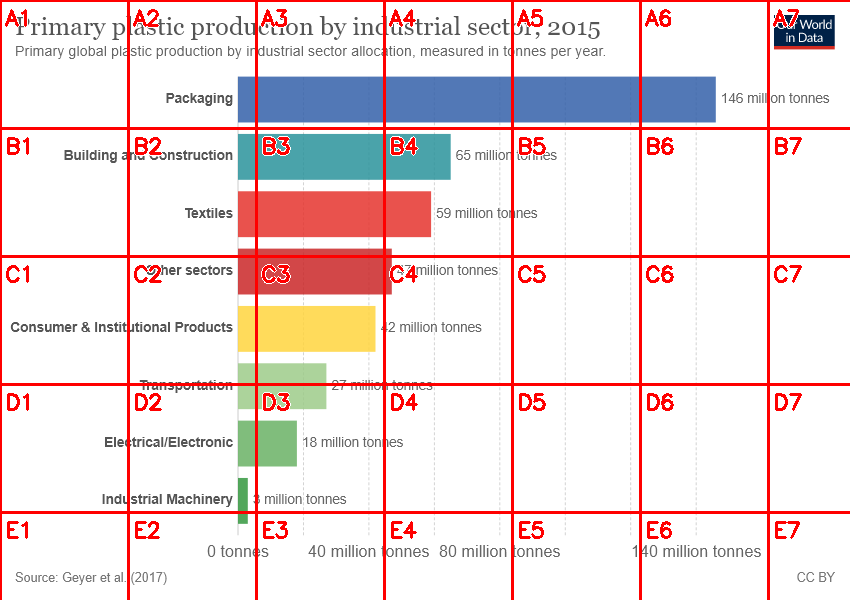 Primary plastic production by industrial sector, 2015
Our World
in Data
Primary global plastic production by industrial sector allocation, measured in tonnes per year.
Packaging 146 million tonnes
Building and Construction 65 million tonnes
Textiles 59 million tonnes
Other sectors 47 million tonnes
Consumer & Institutional Products 42 million tonnes
Transportation 27 million tonnes
Electrical/Electronic 18 million tonnes
Industrial Machinery 3 million tonnes
0 tonnes 40 million tonnes 80 million tonnes 140 million tonnes
Source: Geyer et al. (2017) CC BY
A1 A2 A3 A4 A5 A6 A7
B1 B2 B3 B4 B5 B6 B7
C1 C2 C3 C4 C5 C6 C7
D1 D2 D3 D4 D5 D6 D7
E1 E2 E3 E4 E5 E6 E7